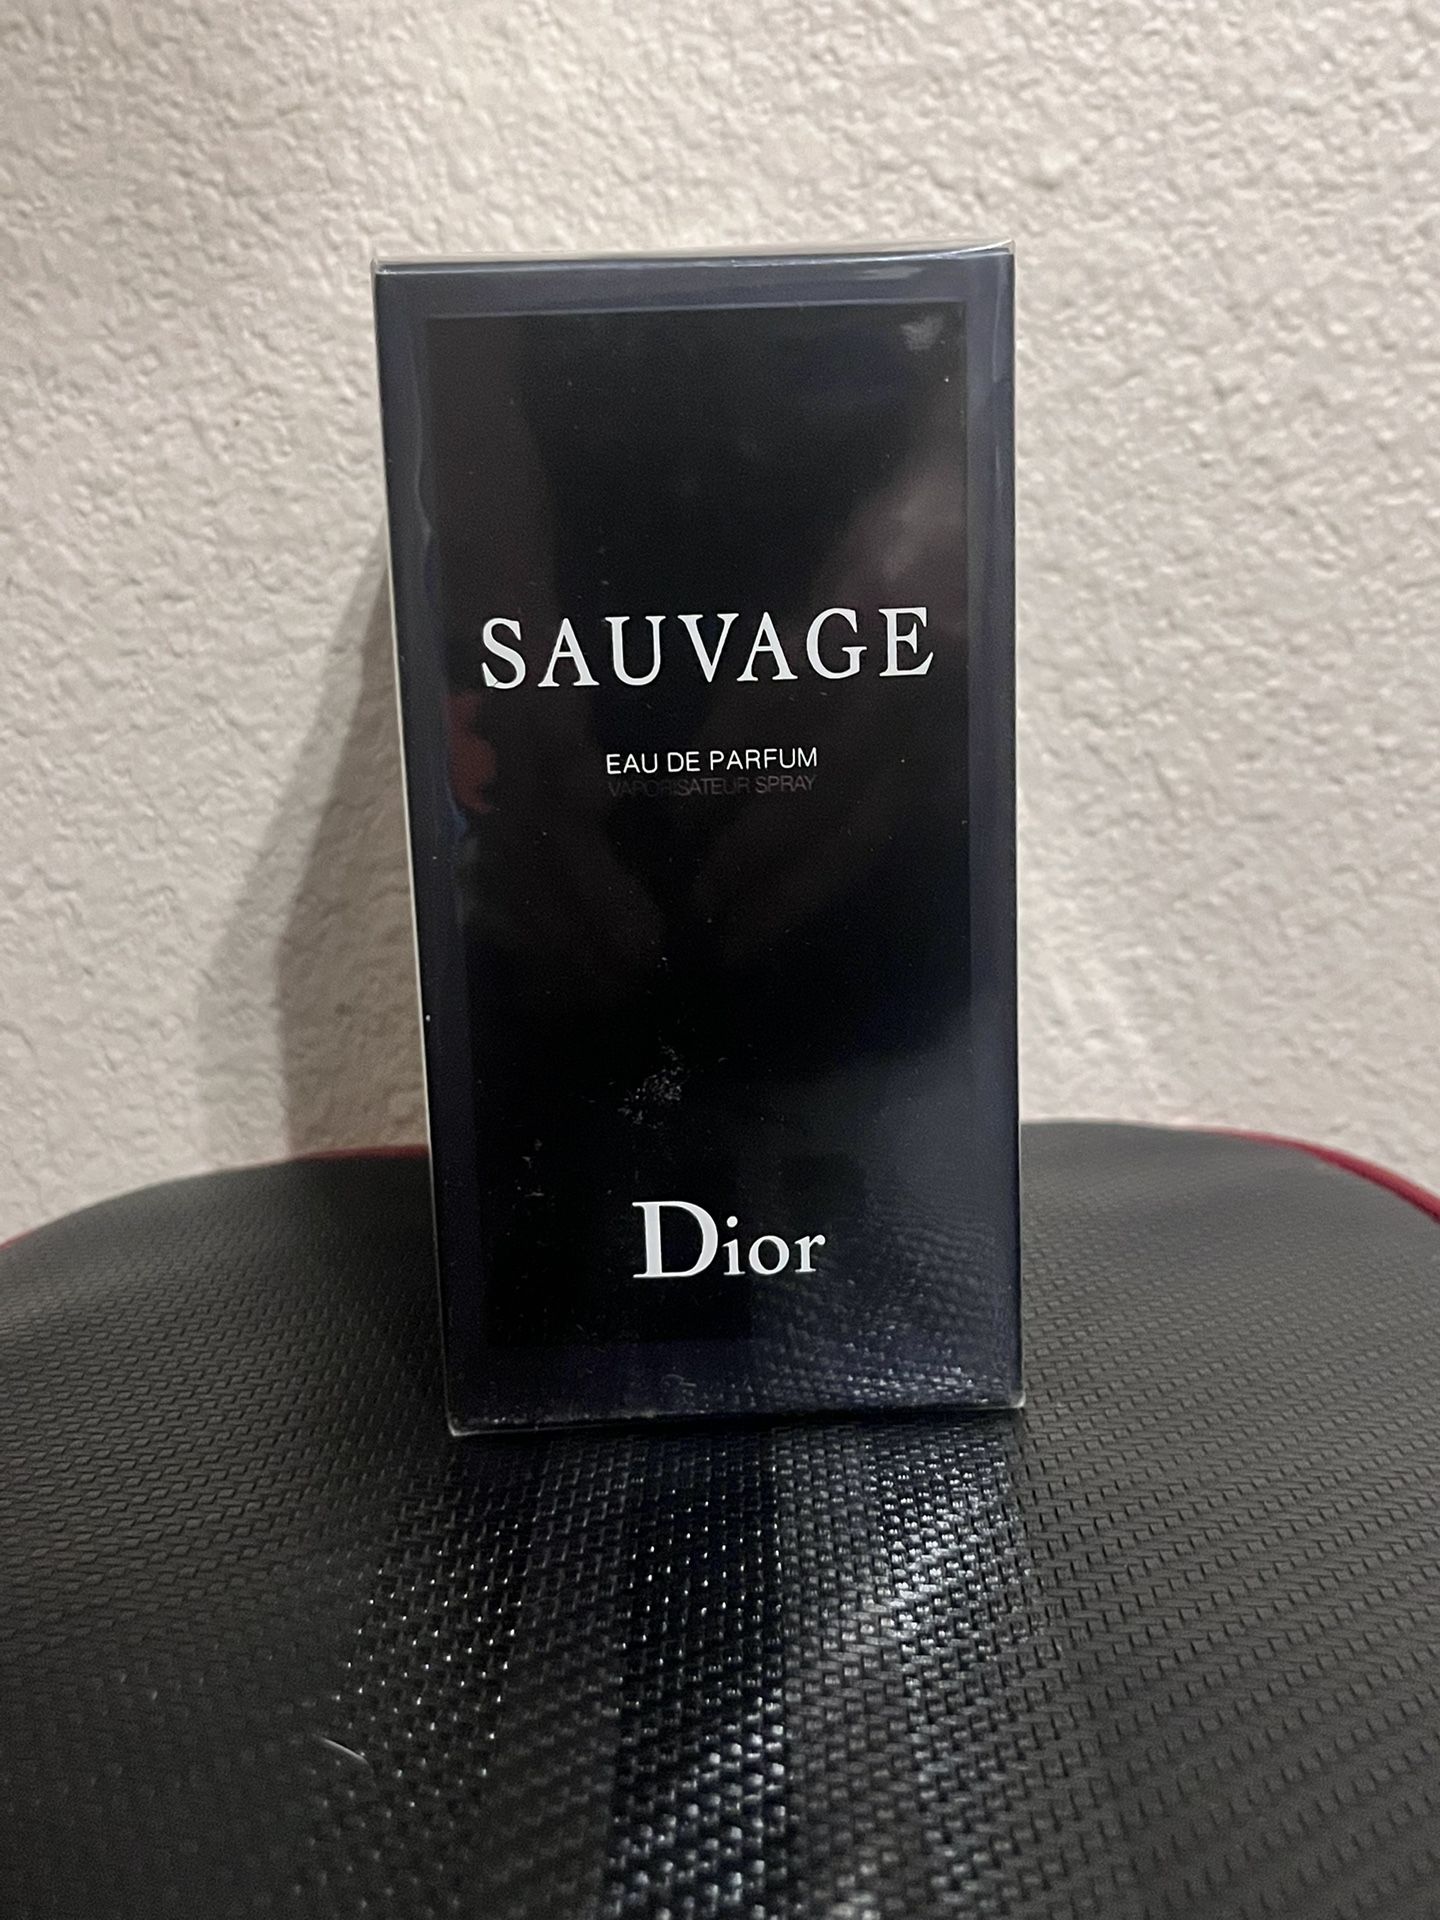 SAUVAGE
EAU DE PARFUM
VAPORISATEUR SPRAY
Dior